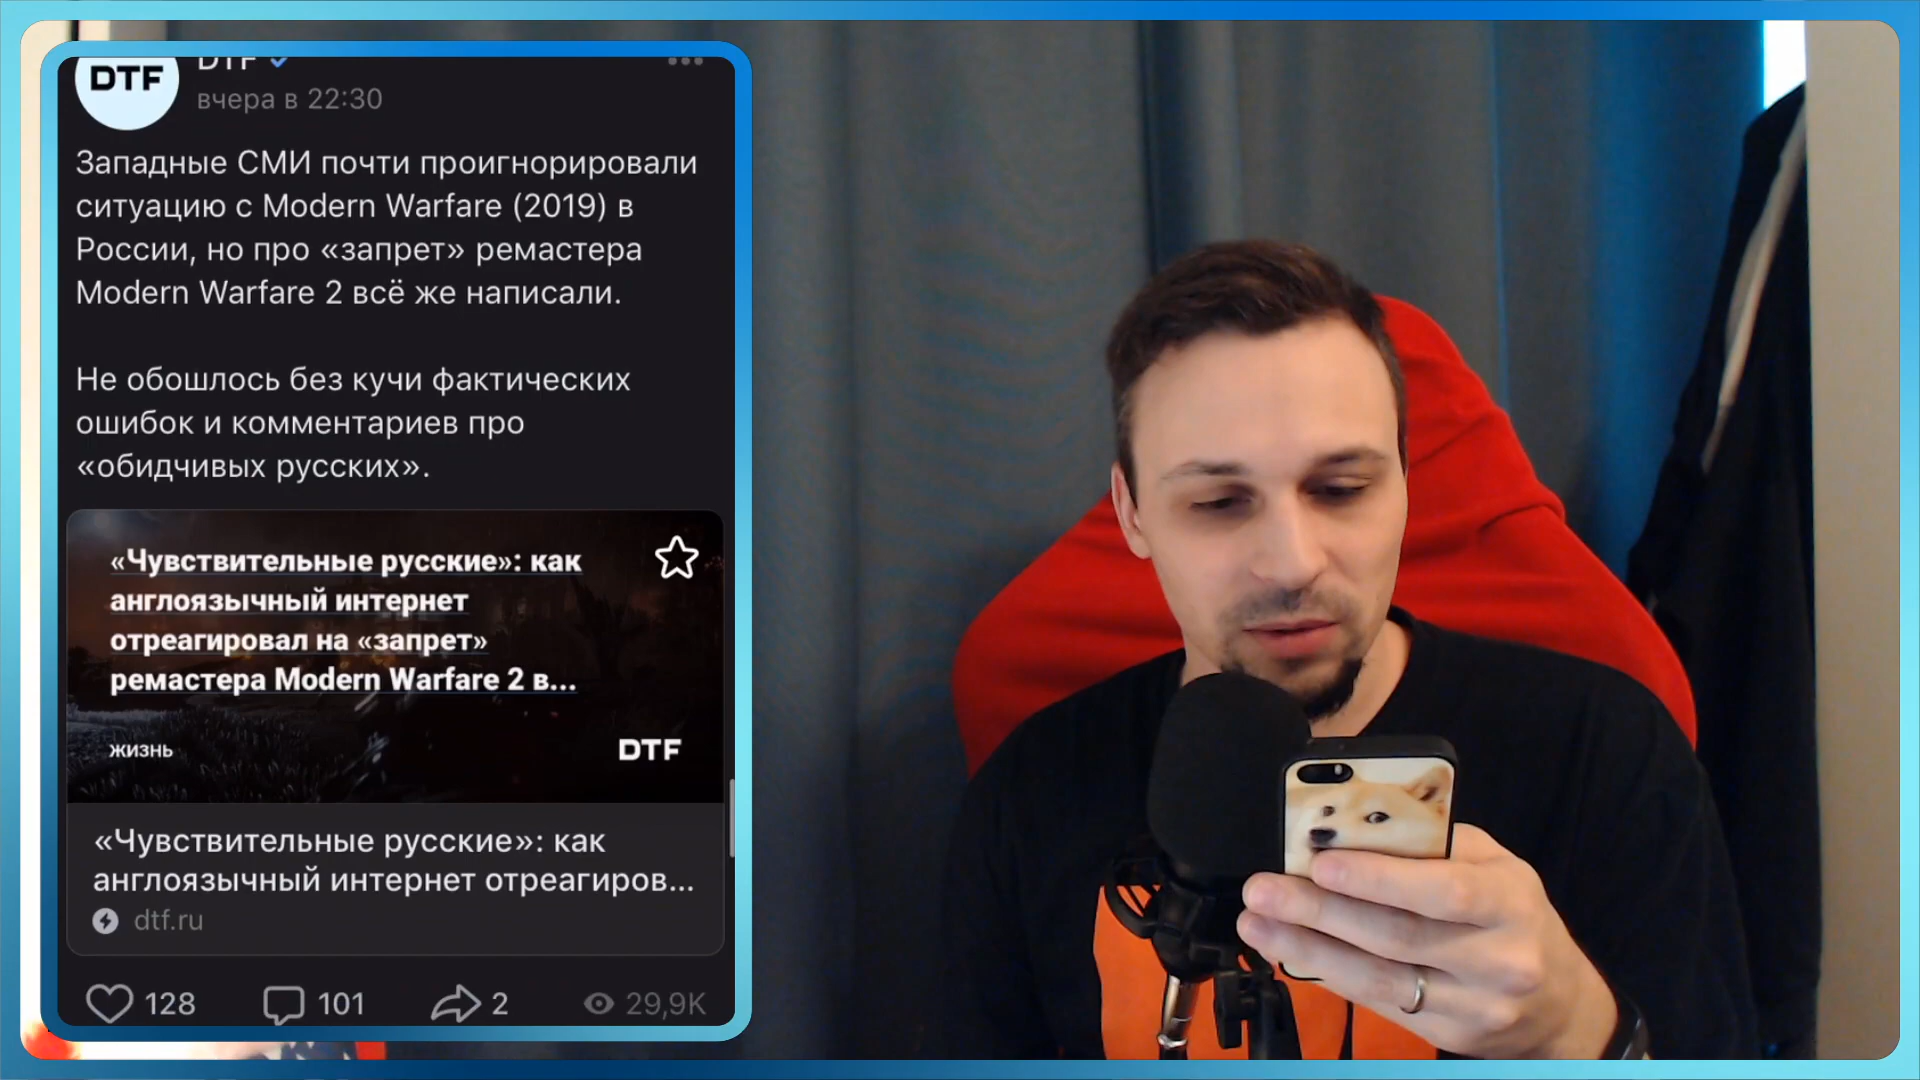 DTF
DTF
вчера в 22:30
Западные СМИ почти проигнорировали
ситуацию с Modern Warfare (2019) в
России, но про «запрет» ремастера
Modern Warfare 2 всё же написали.
Не обошлось без кучи фактических
ошибок и комментариев про
«обидчивых русских».
«Чувствительные русские»: как
англоязычный интернет
отреагировал на «запрет»
ремастера Modern Warfare 2 в...
жизнь
DTF
«Чувствительные русские»: как
англоязычный интернет отреагиров...
dtf.ru
128
101
2
29,9K